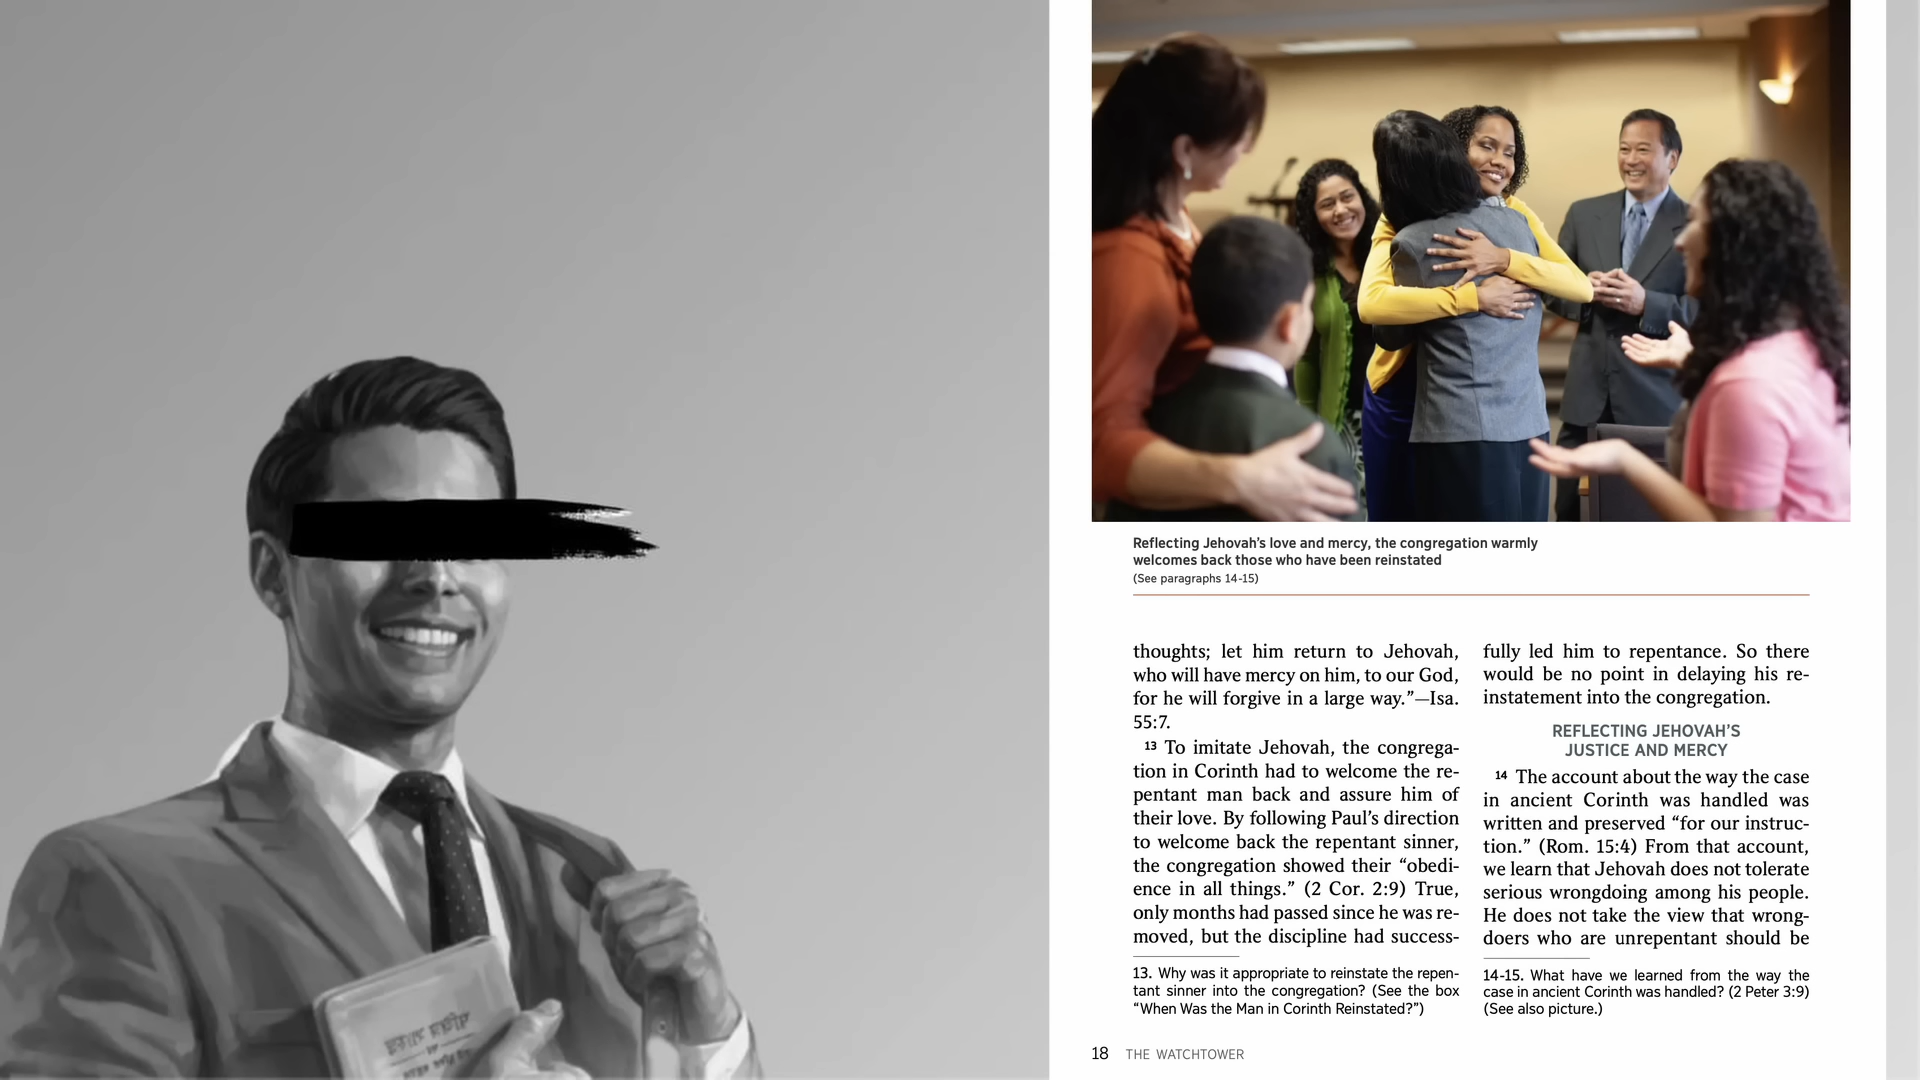 Reflecting Jehovah’s love and mercy, the congregation warmly
welcomes back those who have been reinstated
(See paragraphs 14-15)
thoughts; let him return to Jehovah,
who will have mercy on him, to our God,
for he will forgive in a large way.”—Isa.
55:7.
13 To imitate Jehovah, the congrega-
tion in Corinth had to welcome the re-
pentant man back and assure him of
their love. By following Paul’s direction
to welcome back the repentant sinner,
the congregation showed their “obedi-
ence in all things.” (2 Cor. 2:9) True,
only months had passed since he was re-
moved, but the discipline had success-
13. Why was it appropriate to reinstate the repen-
tant sinner into the congregation? (See the box
“When Was the Man in Corinth Reinstated?”)
fully led him to repentance. So there
would be no point in delaying his re-
instatement into the congregation.
REFLECTING JEHOVAH’S
JUSTICE AND MERCY
14 The account about the way the case
in ancient Corinth was handled was
written and preserved “for our instruc-
tion.” (Rom. 15:4) From that account,
we learn that Jehovah does not tolerate
serious wrongdoing among his people.
He does not take the view that wrong-
doers who are unrepentant should be
14-15. What have we learned from the way the
case in ancient Corinth was handled? (2 Peter 3:9)
(See also picture.)
18 THE WATCHTOWER